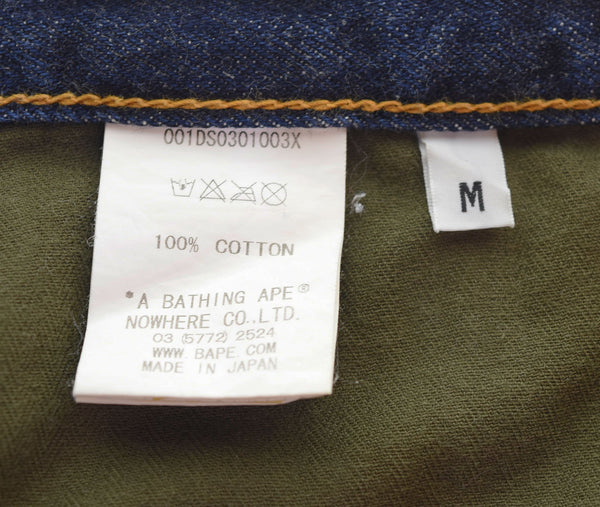 001DS0301003X
100% COTTON
*A BATHING APE®
NOWHERE CO.,LTD.
03 (5772) 2524
WWW.BAPE.COM
MADE IN JAPAN
M